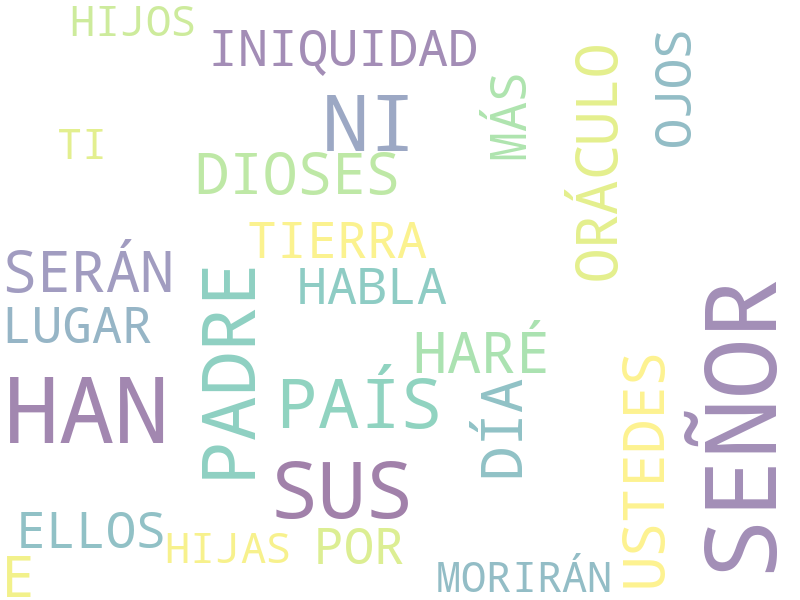 HIJOS
INIQUIDAD
OJOS
ORÁCULO
MÁS
NI
TI
DIOSES
TIERRA
SERÁN
HABLA
PADRE
LUGAR
SEÑOR
HARÉ
USTEDES
PAÍS
HAN
DÍA
SUS
ELLOS
HIJAS
POR
E
MORIRÁN